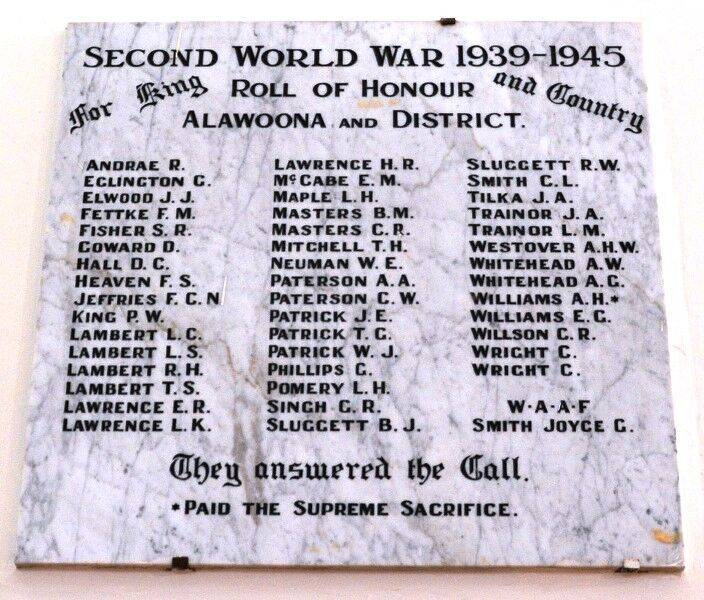 SECOND WORLD WAR 1939-1945
For King ROLL OF HONOUR and Country
ALAWOONA AND DISTRICT.
ANDRAE R.
EGLINGTON G.
ELWOOD J. J.
FETTKE F. M.
FISHER S. R.
GOWARD D.
HALL D. C.
HEAVEN F. S.
JEFFRIES F. C. N
KING P. W.
LAMBERT L. C.
LAMBERT L. S.
LAMBERT R. H.
LAMBERT T. S.
LAWRENCE E. R.
LAWRENCE L. K.
LAWRENCE H. R.
McCABE E. M.
MAPLE L. H.
MASTERS B. M.
MASTERS C. R.
MITCHELL T. H.
NEUMAN W. E.
PATERSON A. A.
PATERSON G. W.
PATRICK J. E.
PATRICK T. G.
PATRICK W. J.
PHILLIPS G.
POMERY L. H.
SINGH G. R.
SLUGGETT B. J.
SLUGGETT R. W.
SMITH C. L.
TILKA J. A.
TRAINOR J. A.
TRAINOR L. M.
WESTOVER A. H. W.
WHITEHEAD A. W.
WHITEHEAD A. G.
WILLIAMS A. H. *
WILLIAMS E. G.
WILLSON C. R.
WRIGHT C.
WRIGHT G.
W·A·A·F
SMITH JOYCE G.
They answered the Call.
*PAID THE SUPREME SACRIFICE.